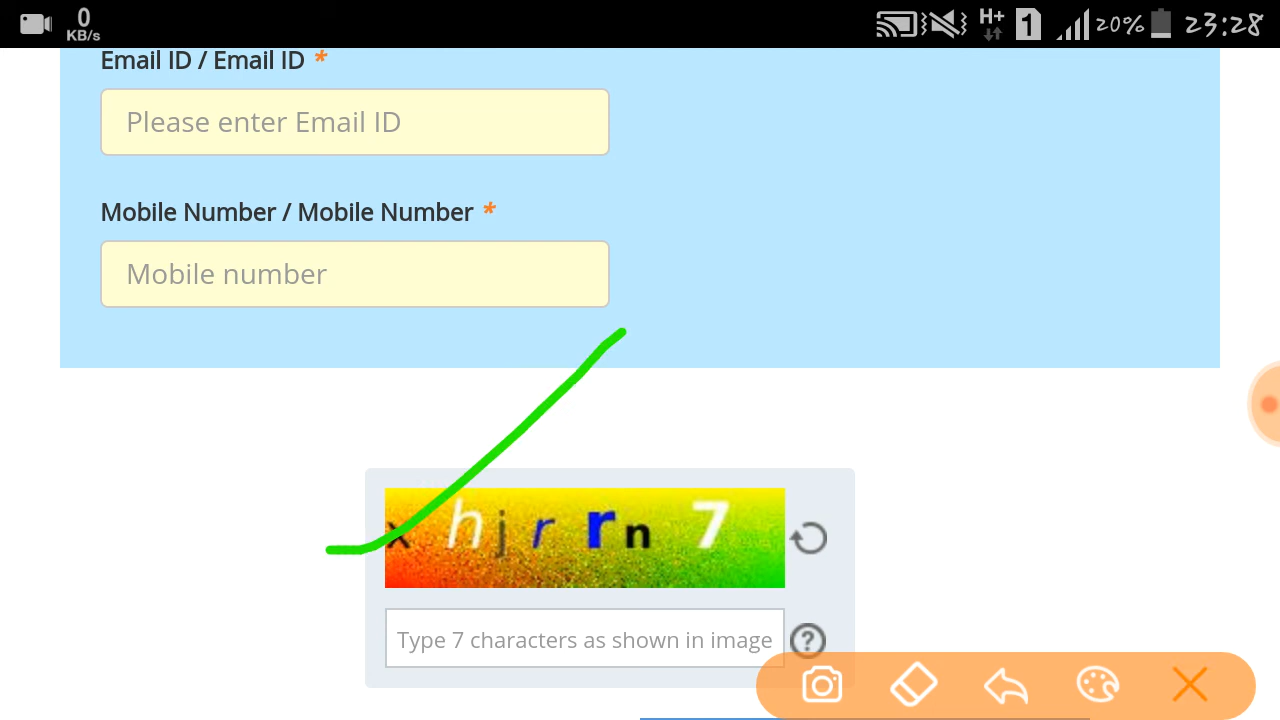 0
KB/s
H+ 1 20% 23:28
Email ID / Email ID *
Please enter Email ID
Mobile Number / Mobile Number *
Mobile number
x h j r r n 7
Type 7 characters as shown in image
?